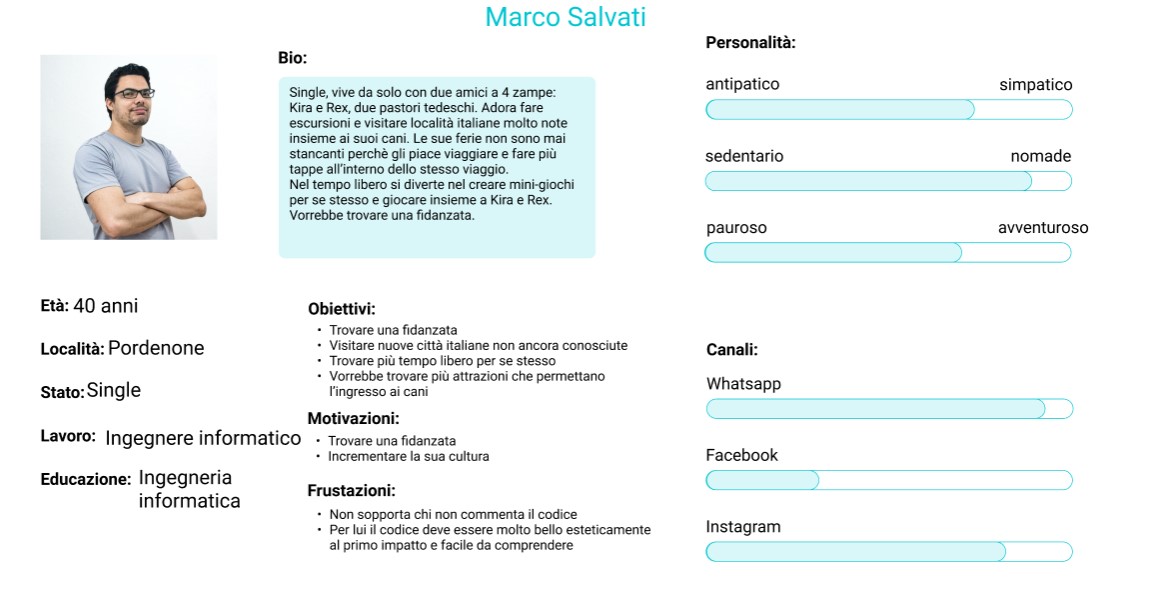 Marco Salvati
Bio:
Single, vive da solo con due amici a 4 zampe:
Kira e Rex, due pastori tedeschi. Adora fare
escursioni e visitare località italiane molto note
insieme ai suoi cani. Le sue ferie non sono mai
stancanti perchè gli piace viaggiare e fare più
tappe all'interno dello stesso viaggio.
Nel tempo libero si diverte nel creare mini-giochi
per se stesso e giocare insieme a Kira e Rex.
Vorrebbe trovare una fidanzata.
Età: 40 anni
Località: Pordenone
Stato: Single
Lavoro: Ingegnere informatico
Educazione: Ingegneria
informatica
Obiettivi:
• Trovare una fidanzata
• Visitare nuove città italiane non ancora conosciute
• Trovare più tempo libero per se stesso
• Vorrebbe trovare più attrazioni che permettano
l'ingresso ai cani
Motivazioni:
• Trovare una fidanzata
• Incrementare la sua cultura
Frustazioni:
• Non sopporta chi non commenta il codice
• Per lui il codice deve essere molto bello esteticamente
al primo impatto e facile da comprendere
Personalità:
antipatico simpatico
sedentario nomade
pauroso avventuroso
Canali:
Whatsapp
Facebook
Instagram